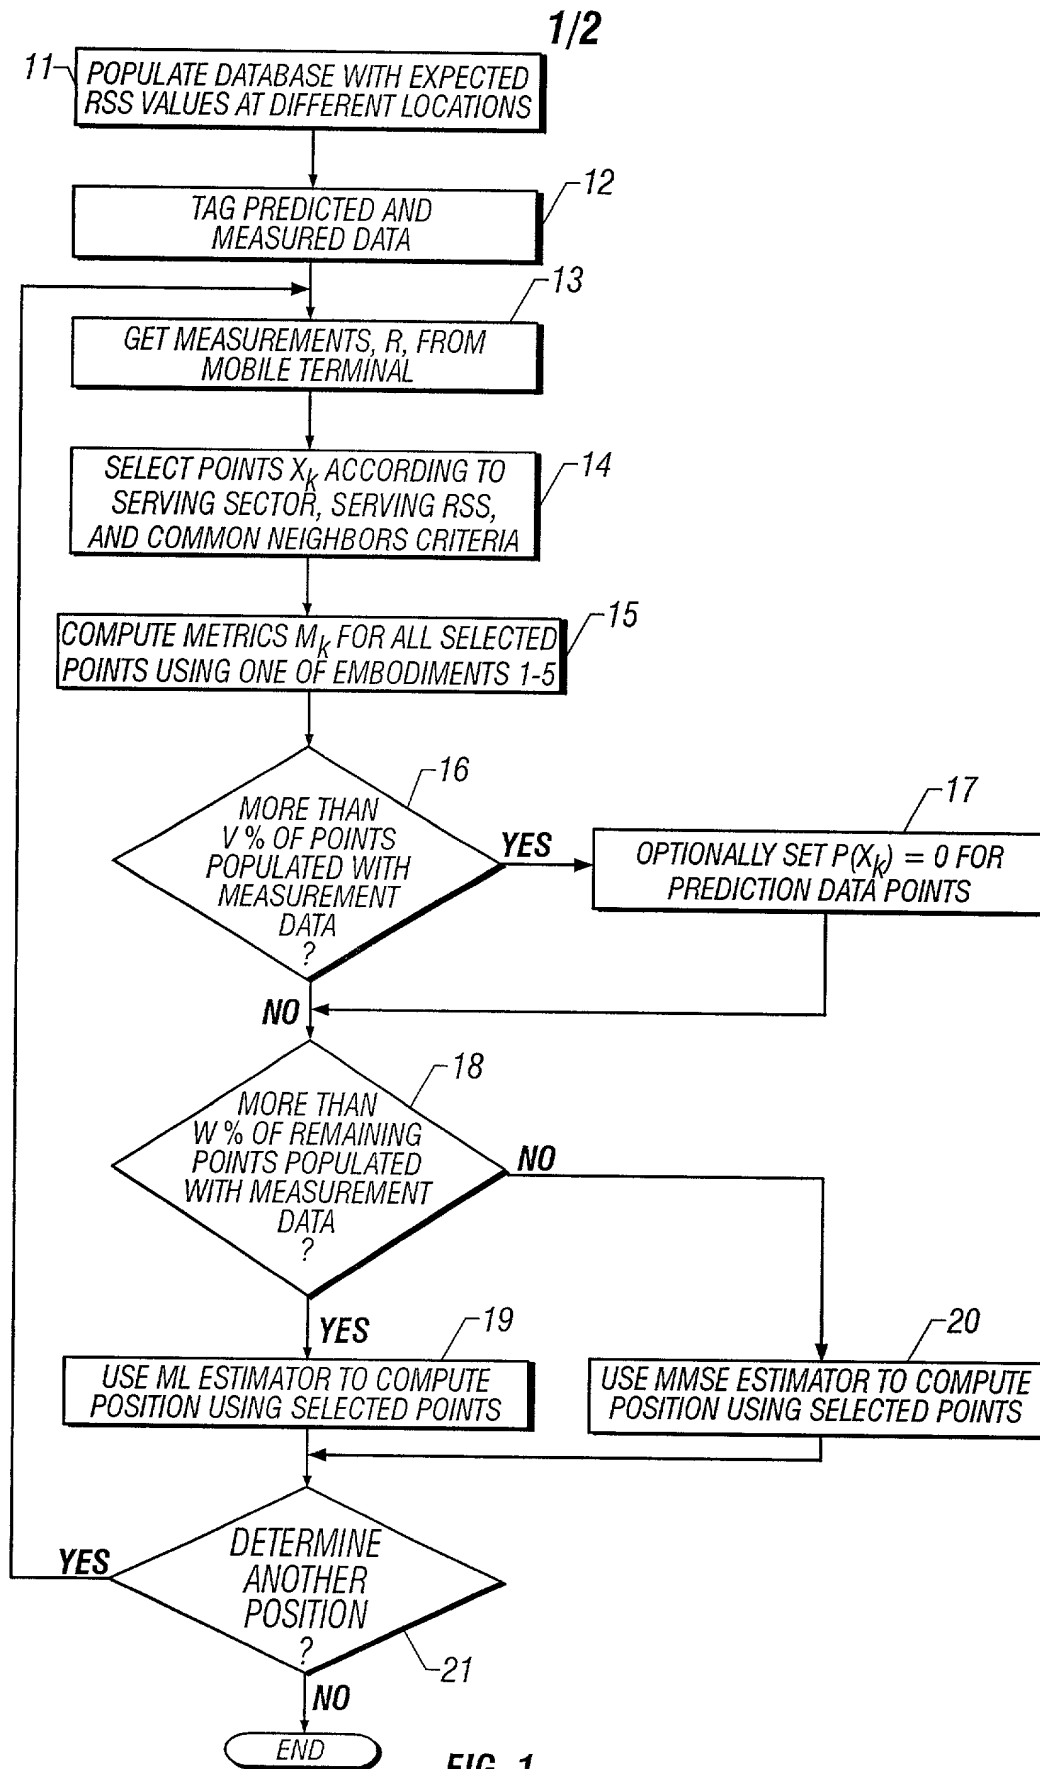 1/2
11
POPULATE DATABASE WITH EXPECTED
RSS VALUES AT DIFFERENT LOCATIONS
12
TAG PREDICTED AND
MEASURED DATA
13
GET MEASUREMENTS, R, FROM
MOBILE TERMINAL
14
SELECT POINTS Xk ACCORDING TO
SERVING SECTOR, SERVING RSS,
AND COMMON NEIGHBORS CRITERIA
15
COMPUTE METRICS Mk FOR ALL SELECTED
POINTS USING ONE OF EMBODIMENTS 1-5
16
MORE THAN
V % OF POINTS
POPULATED WITH
MEASUREMENT
DATA
?
YES
17
OPTIONALLY SET P(Xk) = 0 FOR
PREDICTION DATA POINTS
NO
18
MORE THAN
W % OF REMAINING
POINTS POPULATED
WITH MEASUREMENT
DATA
?
NO
YES
19
USE ML ESTIMATOR TO COMPUTE
POSITION USING SELECTED POINTS
20
USE MMSE ESTIMATOR TO COMPUTE
POSITION USING SELECTED POINTS
YES
DETERMINE
ANOTHER
POSITION
?
21
NO
END
FIG. 1